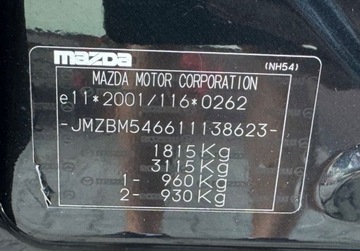 mazda
(NH54)
MAZDA MOTOR CORPORATION
e11*2001/116*0262
-JMZBM546611138623-
1815Kg
3115Kg
1- 960Kg
2- 930Kg